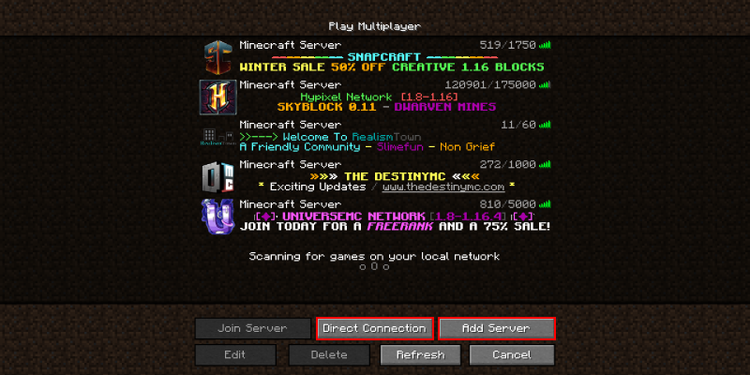 Play Multiplayer
Minecraft Server 519/1750
SNAPCRAFT
WINTER SALE 50% OFF CREATIVE 1.16 BLOCKS
Minecraft Server 120901/175000
Hypixel Network [1.8-1.16]
SKYBLOCK 0.11 - DWARVEN MINES
Minecraft Server 11/60
>>---> Welcome To RealismTown
A Friendly Community - Slimefun - Non Grief
Minecraft Server 272/1000
»»» THE DESTINYMC «««
* Exciting Updates / www.thedestinymc.com *
Minecraft Server 810/5000
UNIVERSEMC NETWORK [1.8-1.16.4]
JOIN TODAY FOR A FREERANK AND A 75% SALE!
Scanning for games on your local network
o O o
Join Server Direct Connection Add Server
Edit Delete Refresh Cancel